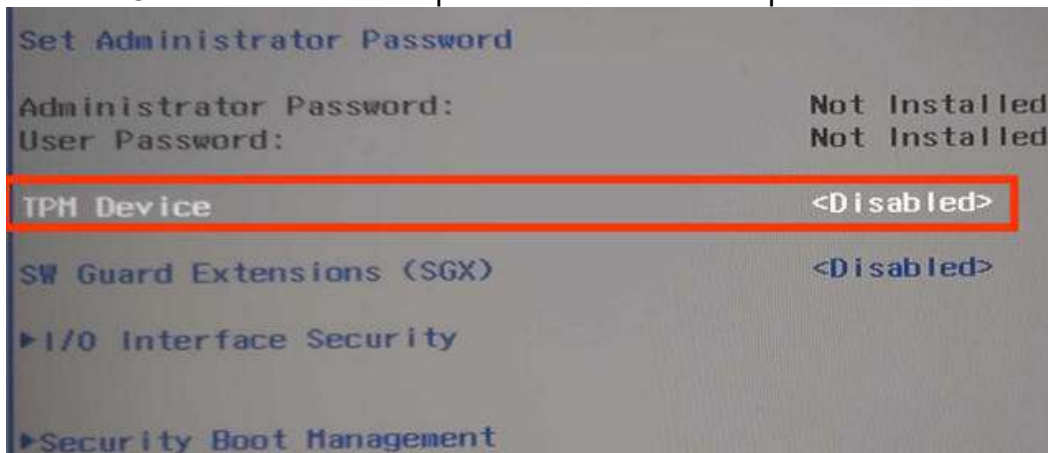 Set Administrator Password
Administrator Password: Not Installed
User Password: Not Installed
TPM Device <Disabled>
SW Guard Extensions (SGX) <Disabled>
►I/O Interface Security
►Security Boot Management